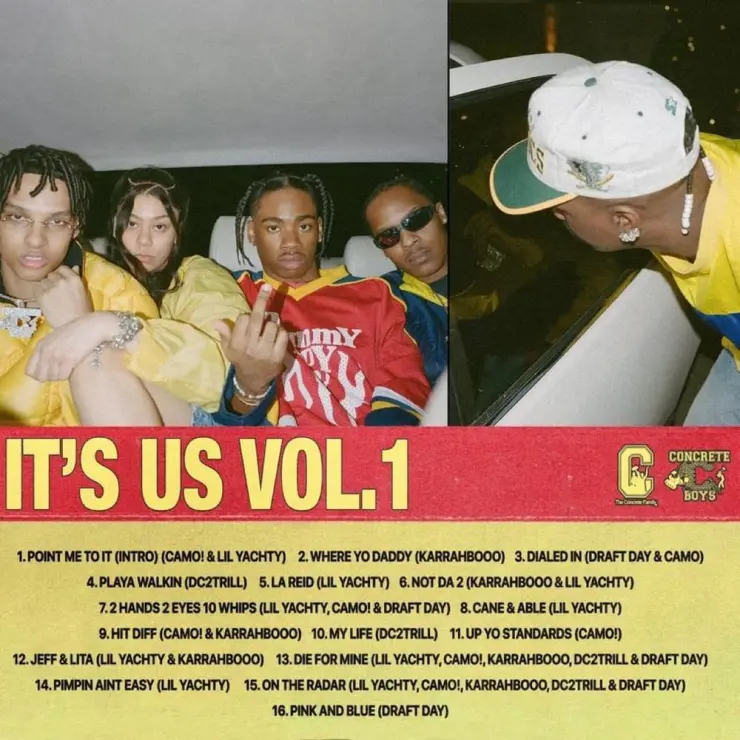 IT'S US VOL.1
The Concrete Family
CONCRETE
C
BOYS
1. POINT ME TO IT (INTRO) (CAMO! & LIL YACHTY) 2. WHERE YO DADDY (KARRAHBOOO) 3. DIALED IN (DRAFT DAY & CAMO)
4. PLAYA WALKIN (DC2TRILL) 5. LA REID (LIL YACHTY) 6. NOT DA 2 (KARRAHBOOO & LIL YACHTY)
7. 2 HANDS 2 EYES 10 WHIPS (LIL YACHTY, CAMO! & DRAFT DAY) 8. CANE & ABLE (LIL YACHTY)
9. HIT DIFF (CAMO! & KARRAHBOOO) 10. MY LIFE (DC2TRILL) 11. UP YO STANDARDS (CAMO!)
12. JEFF & LITA (LIL YACHTY & KARRAHBOOO) 13. DIE FOR MINE (LIL YACHTY, CAMO!, KARRAHBOOO, DC2TRILL & DRAFT DAY)
14. PIMPIN AINT EASY (LIL YACHTY) 15. ON THE RADAR (LIL YACHTY, CAMO!, KARRAHBOOO, DC2TRILL & DRAFT DAY)
16. PINK AND BLUE (DRAFT DAY)